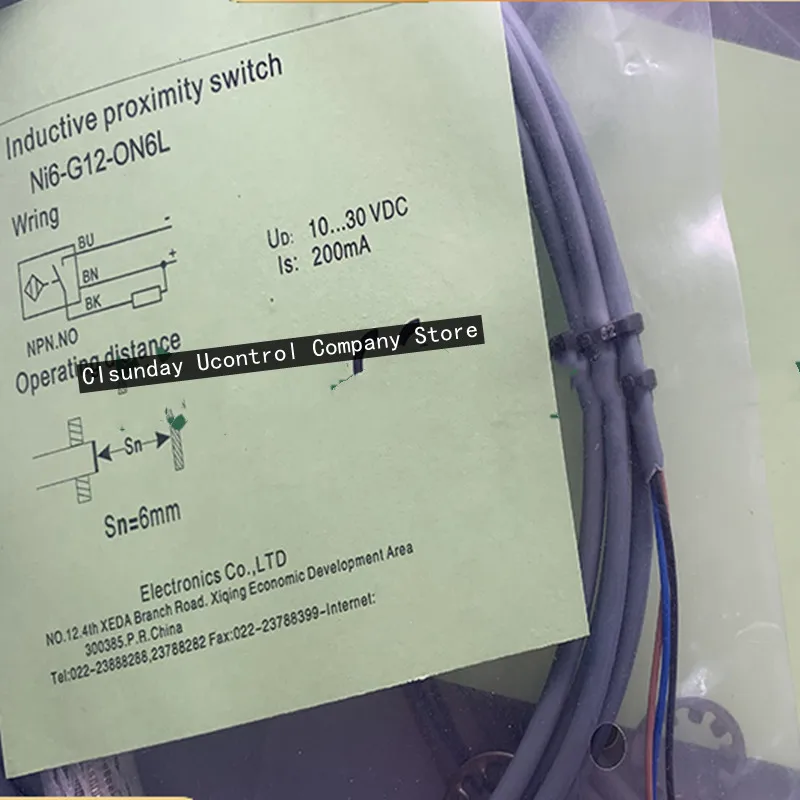 Inductive proximity switch
Ni6-G12-ON6L
Wring
BU
-
BN
+
BK
NPN.NO
UD: 10...30 VDC
Is: 200mA
Operating distance
CIsunday Ucontrol Company Store
Sn
Sn=6mm
Electronics Co.,LTD
NO.12.4th XEDA Branch Road. Xiqing Economic Development Area
300385.P.R.China
Tel:022-23888268,23788282 Fax:022-23788399-Internet: